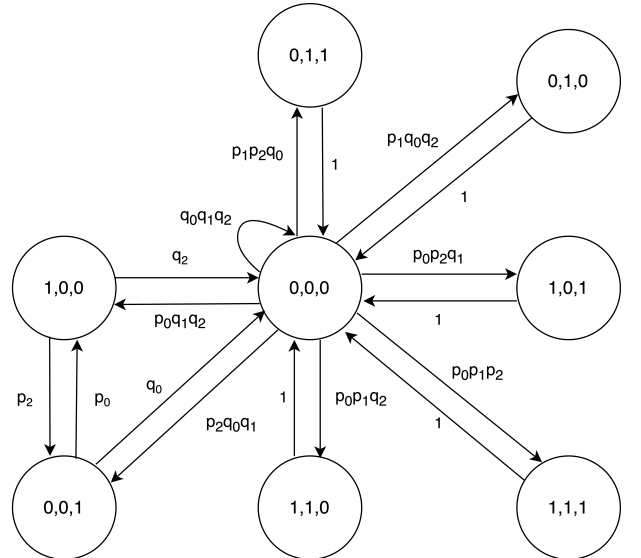 0,1,1
0,1,0
p₁q₀q₂
p₁p₂q₀
1
1
q₀q₁q₂
q₂
p₀p₂q₁
1,0,0
0,0,0
1,0,1
p₀q₁q₂
1
p₀p₁p₂
p₂
p₀
q₀
p₂q₀q₁
1
p₀p₁q₂
1
0,0,1
1,1,0
1,1,1